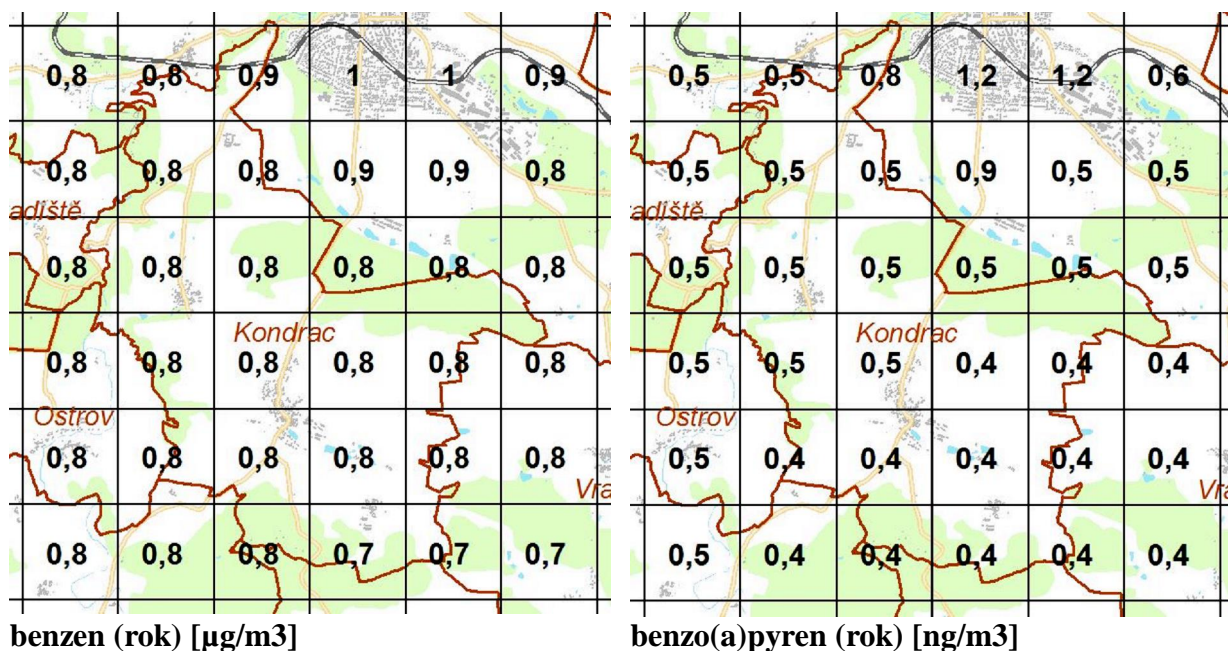 0,8 0,8 0,9 1 1 0,9
0,8 0,8 0,8 0,9 0,9 0,8
adiště
0,8 0,8 0,8 0,8 0,8 0,8
Kondrac
0,8 0,8 0,8 0,8 0,8 0,8
Ostrov
0,8 0,8 0,8 0,8 0,8 0,8
Vra
0,8 0,8 0,8 0,7 0,7 0,7
benzen (rok) [µg/m3]
0,5 0,5 0,8 1,2 1,2 0,6
0,5 0,5 0,5 0,9 0,5 0,5
adiště
0,5 0,5 0,5 0,5 0,5 0,5
Kondrac
0,5 0,5 0,5 0,4 0,4 0,4
Ostrov
0,5 0,4 0,4 0,4 0,4 0,4
Vra
0,5 0,4 0,4 0,4 0,4 0,4
benzo(a)pyren (rok) [ng/m3]